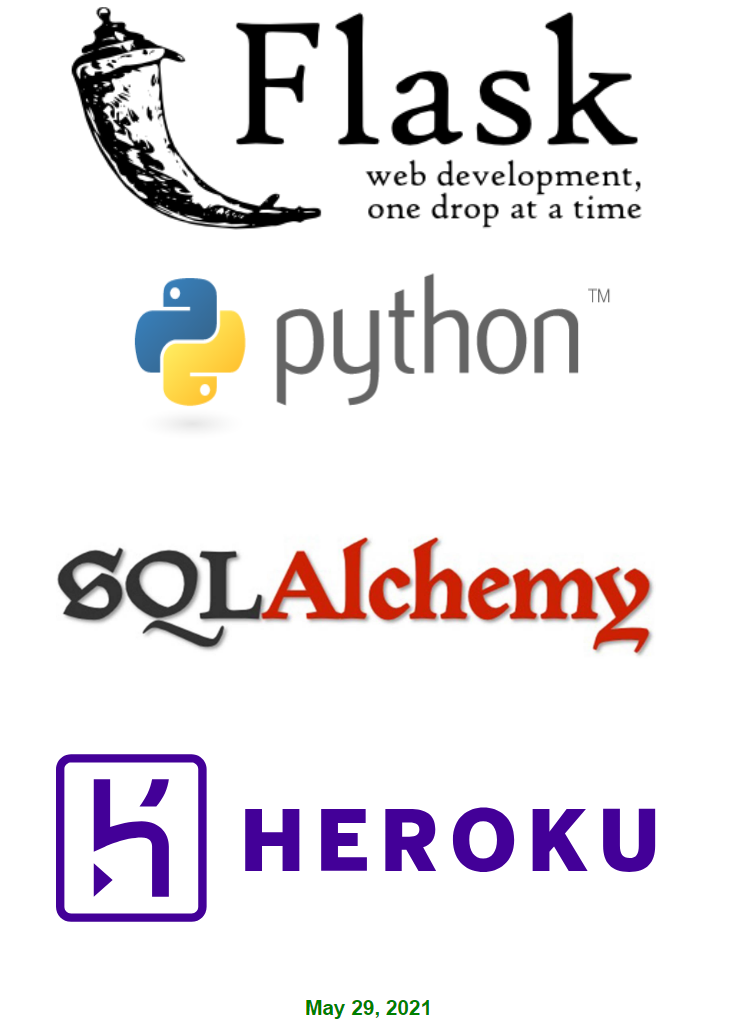 Flask
web development,
one drop at a time
python™
SQLAlchemy
HEROKU
May 29, 2021